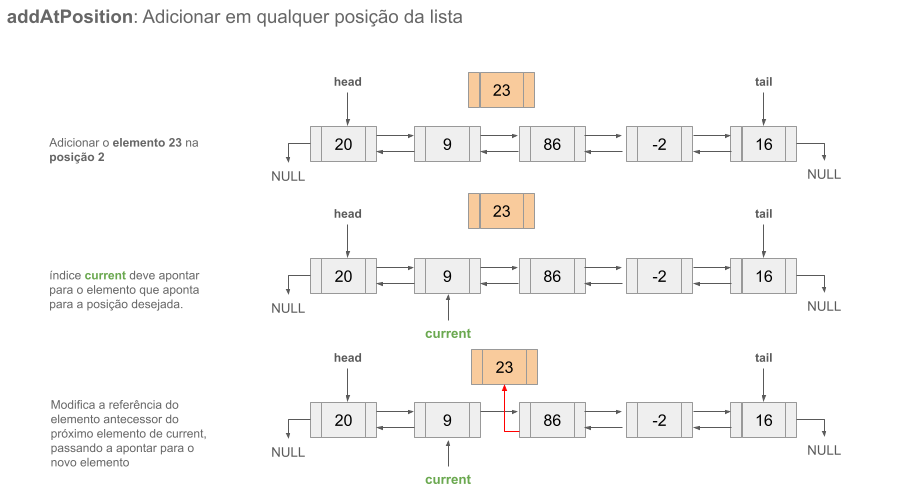 addAtPosition: Adicionar em qualquer posição da lista
head
23
tail
Adicionar o elemento 23 na
posição 2
20 9 86 -2 16
NULL
NULL
23
head
tail
índice current deve apontar
para o elemento que aponta
para a posição desejada.
20 9 86 -2 16
NULL
NULL
current
head
23
tail
Modifica a referência do
elemento antecessor do
próximo elemento de current,
passando a apontar para o
novo elemento
20 9 86 -2 16
NULL
NULL
current